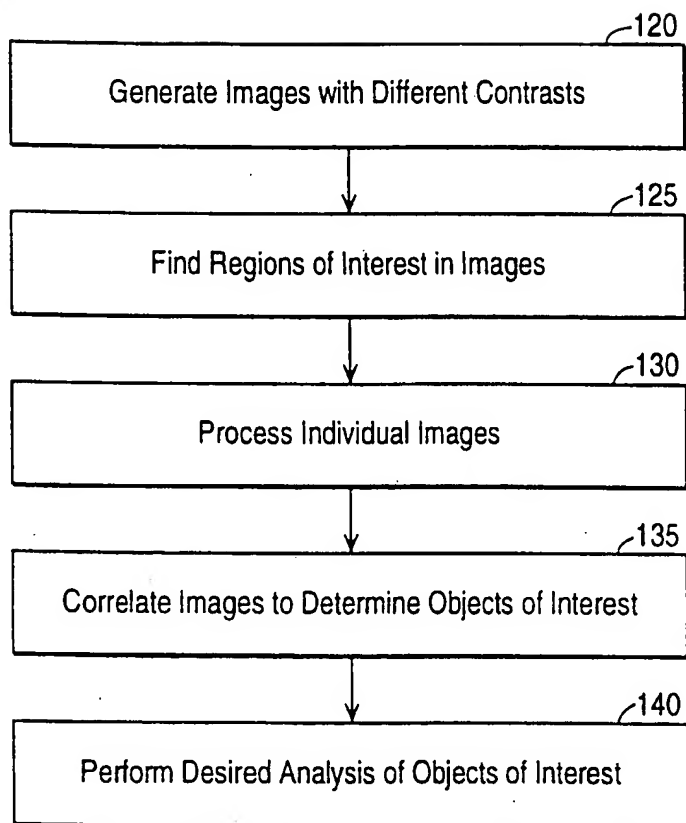 120
Generate Images with Different Contrasts
125
Find Regions of Interest in Images
130
Process Individual Images
135
Correlate Images to Determine Objects of Interest
140
Perform Desired Analysis of Objects of Interest